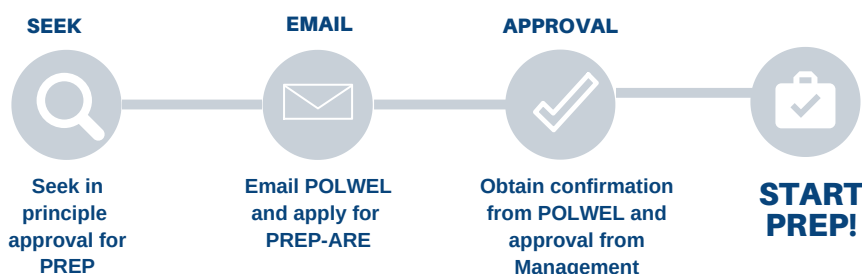 SEEK
EMAIL
APPROVAL
Seek in
principle
approval for
PREP
Email POLWEL
and apply for
PREP-ARE
Obtain confirmation
from POLWEL and
approval from
Management
START
PREP!